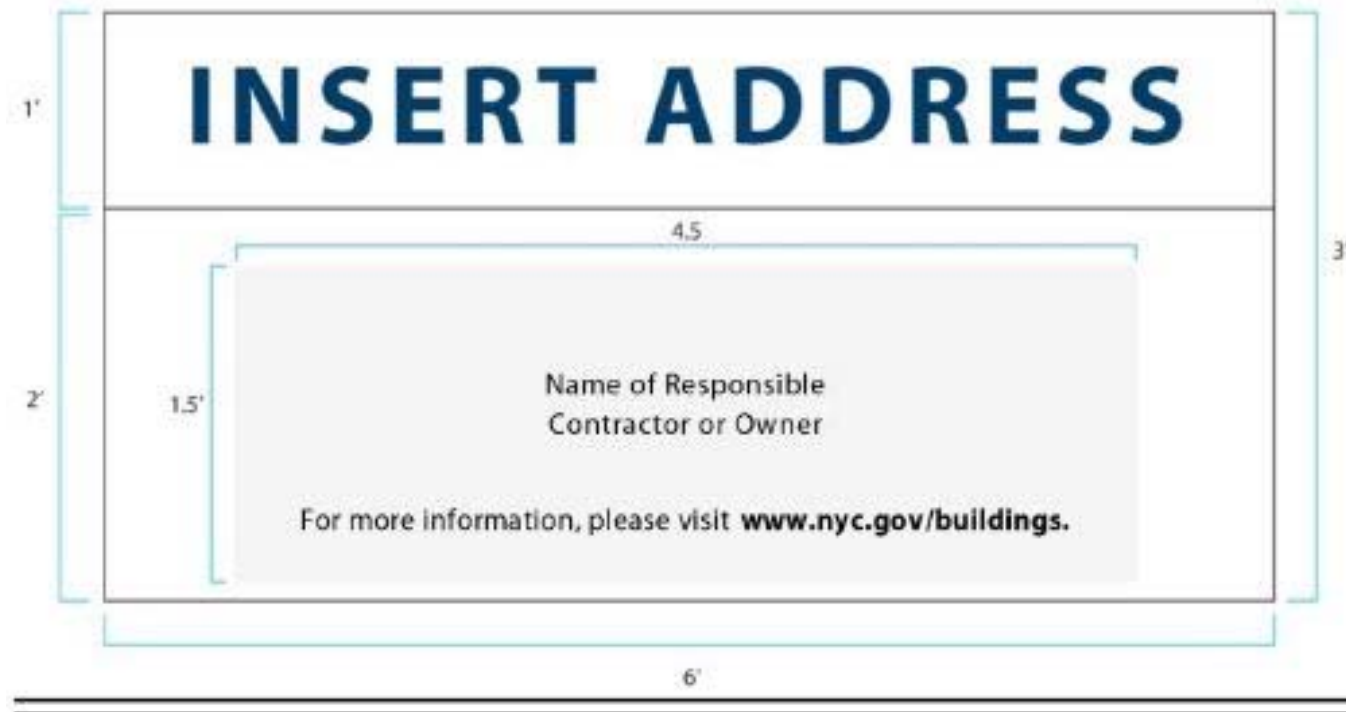 1'
INSERT ADDRESS
4.5
3'
2'
1.5'
Name of Responsible
Contractor or Owner
For more information, please visit www.nyc.gov/buildings.
6'